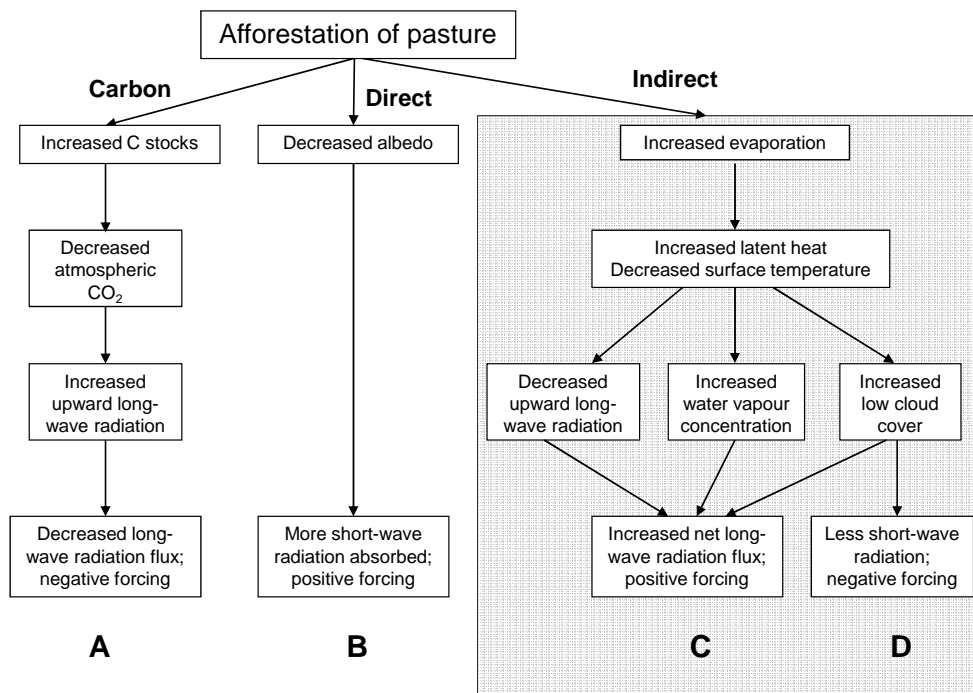 Afforestation of pasture
Carbon
Direct
Indirect
Increased C stocks
Decreased albedo
Increased evaporation
Decreased
atmospheric
CO₂
Increased latent heat
Decreased surface temperature
Increased
upward long-
wave radiation
Decreased
upward long-
wave radiation
Increased
water vapour
concentration
Increased
low cloud
cover
Decreased long-
wave radiation flux;
negative forcing
More short-wave
radiation absorbed;
positive forcing
Increased net long-
wave radiation flux;
positive forcing
Less short-wave
radiation;
negative forcing
A
B
C
D